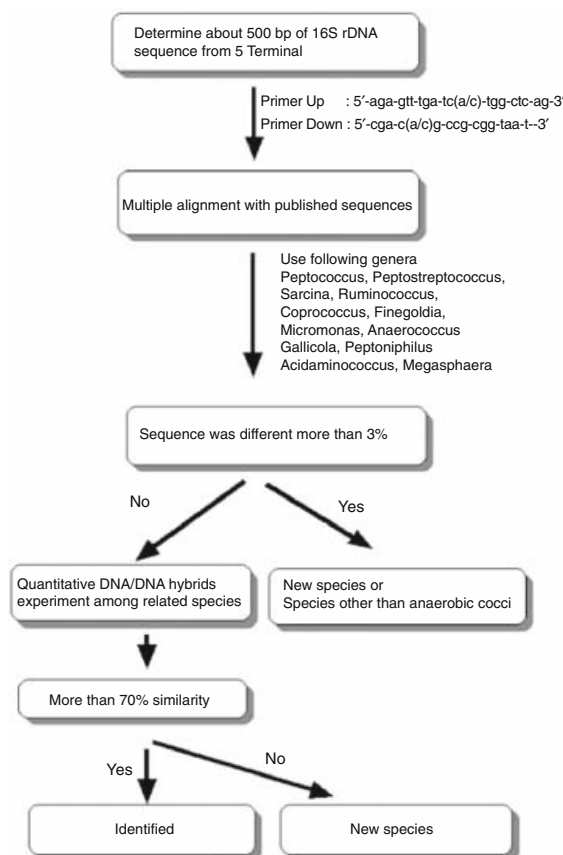 Determine about 500 bp of 16S rDNA
sequence from 5 Terminal
Primer Up : 5′-aga-gtt-tga-tc(a/c)-tgg-ctc-ag-3′
Primer Down : 5′-cga-c(a/c)g-ccg-cgg-taa-t--3′
Multiple alignment with published sequences
Use following genera
Peptococcus, Peptostreptococcus,
Sarcina, Ruminococcus,
Coprococcus, Finegoldia,
Micromonas, Anaerococcus
Gallicola, Peptoniphilus
Acidaminococcus, Megasphaera
Sequence was different more than 3%
No
Yes
Quantitative DNA/DNA hybrids
experiment among related species
New species or
Species other than anaerobic cocci
More than 70% similarity
Yes
No
Identified
New species